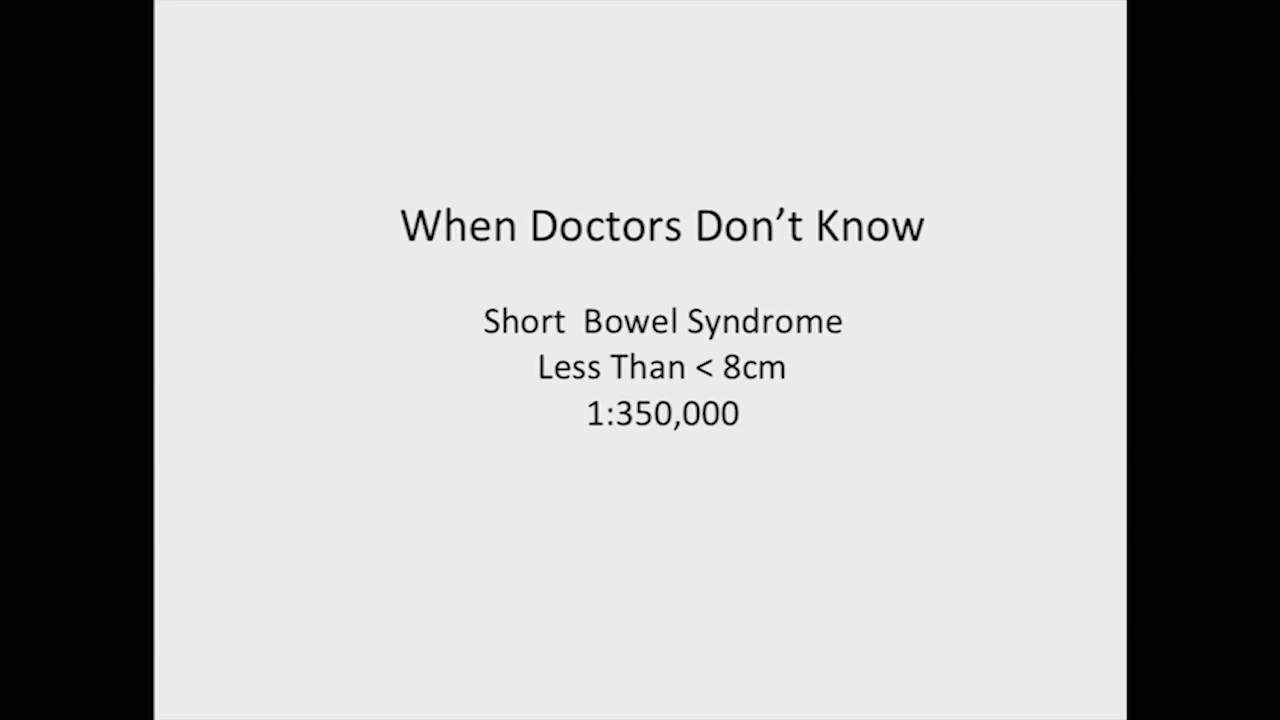 When Doctors Don’t Know
Short  Bowel Syndrome
Less Than < 8cm
1:350,000